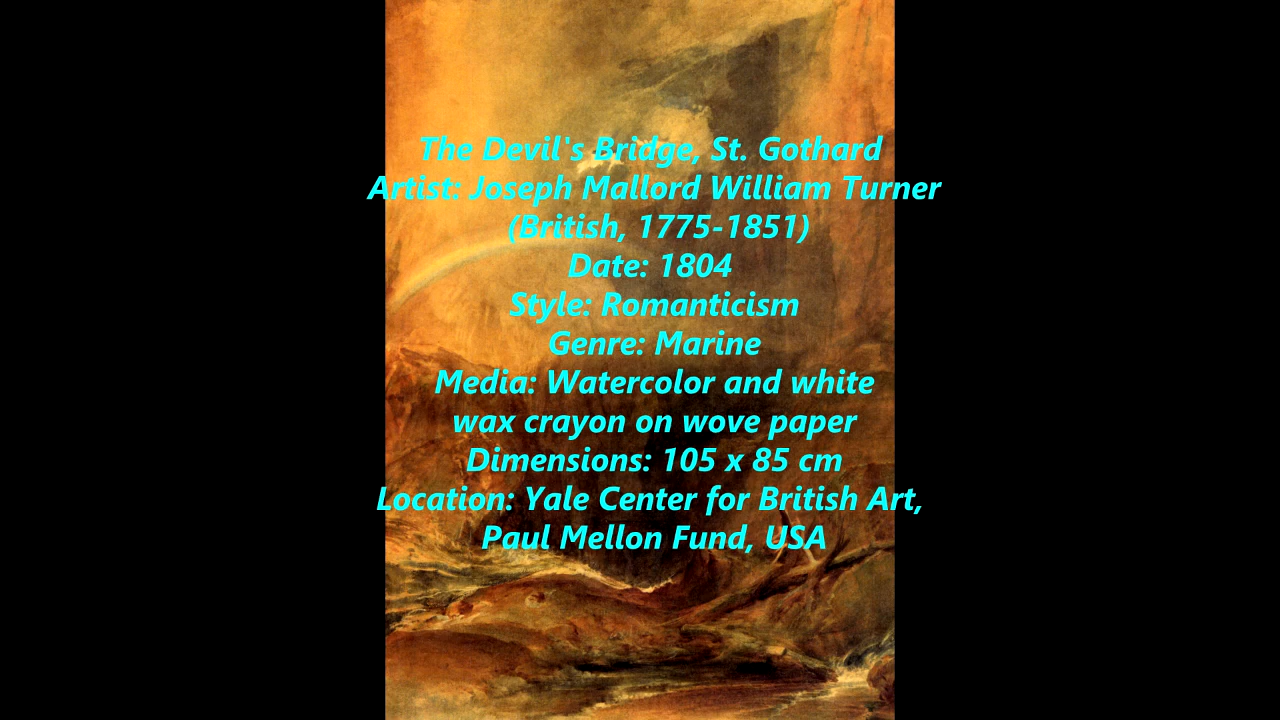 The Devil's Bridge, St. Gothard
Artist: Joseph Mallord William Turner
(British, 1775-1851)
Date: 1804
Style: Romanticism
Genre: Marine
Media: Watercolor and white
wax crayon on wove paper
Dimensions: 105 x 85 cm
Location: Yale Center for British Art,
Paul Mellon Fund, USA